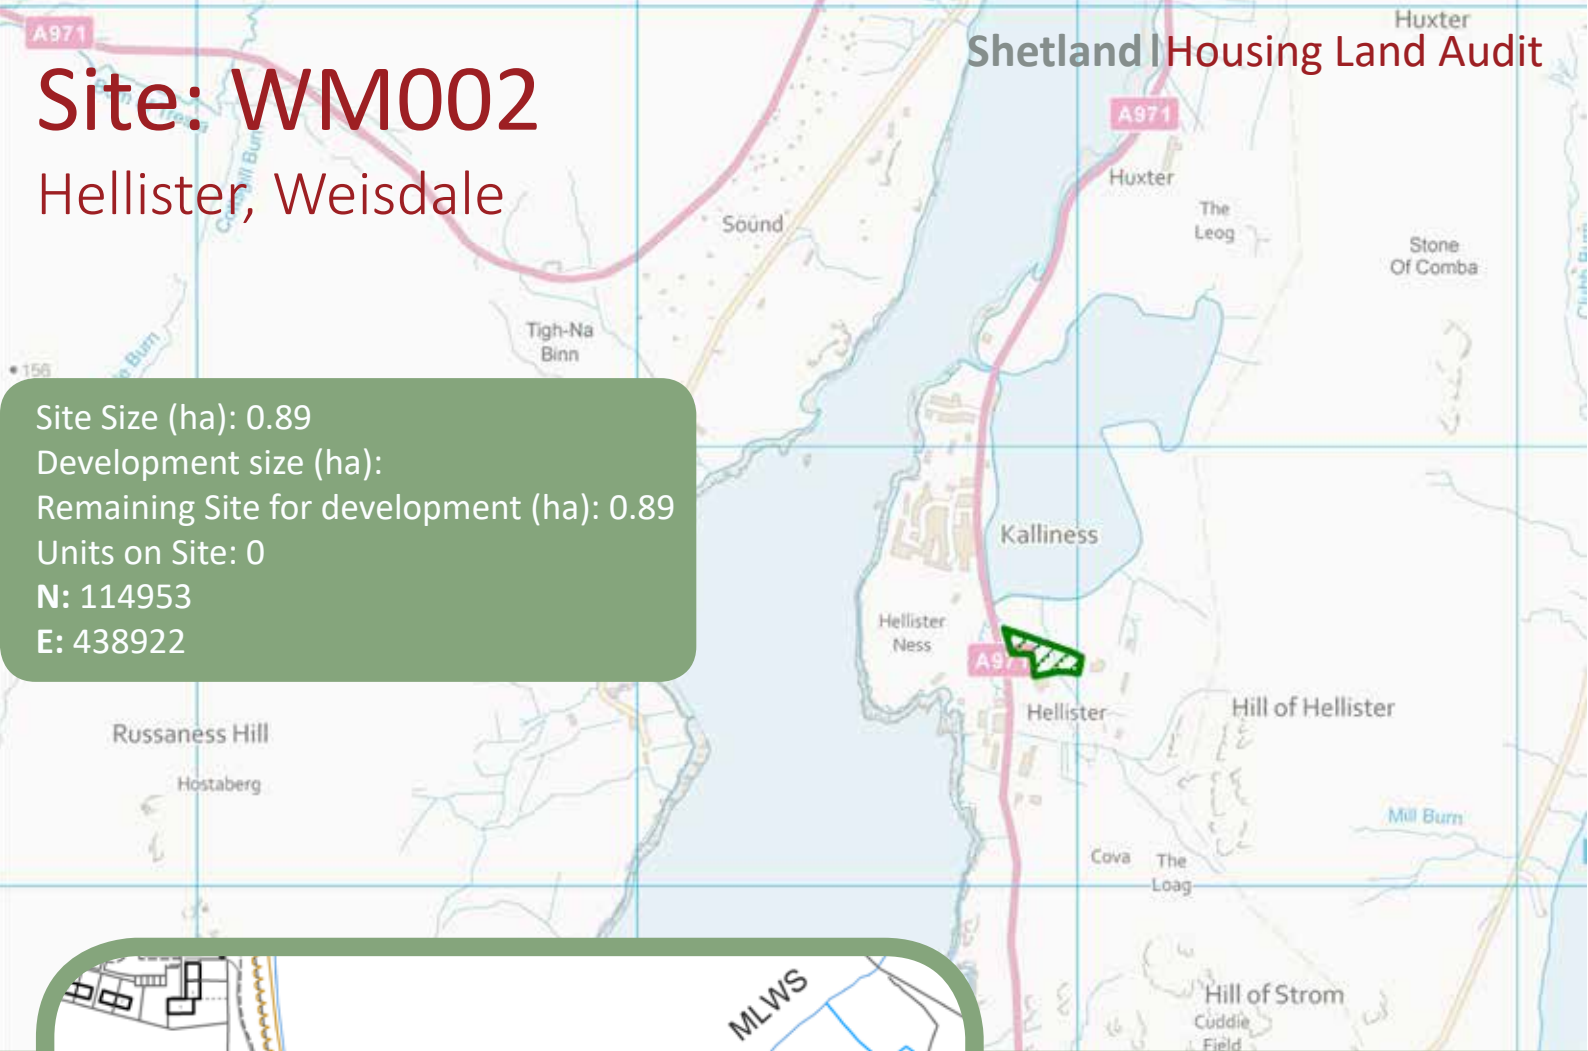 Huxter
A971
Shetland | Housing Land Audit
Site: WM002
A971
Hellister, Weisdale
Huxter
The
Leog
Sound
Stone
Of Comba
Tigh-Na
Binn
Burn
156
Site Size (ha): 0.89
Development size (ha):
Remaining Site for development (ha): 0.89
Units on Site: 0
N: 114953
E: 438922
Kalliness
Hellister
Ness
A971
Hellister
Hill of Hellister
Russaness Hill
Hostaberg
Mill Burn
Cova
The
Loag
MLWS
Hill of Strom
Cuddie
Field